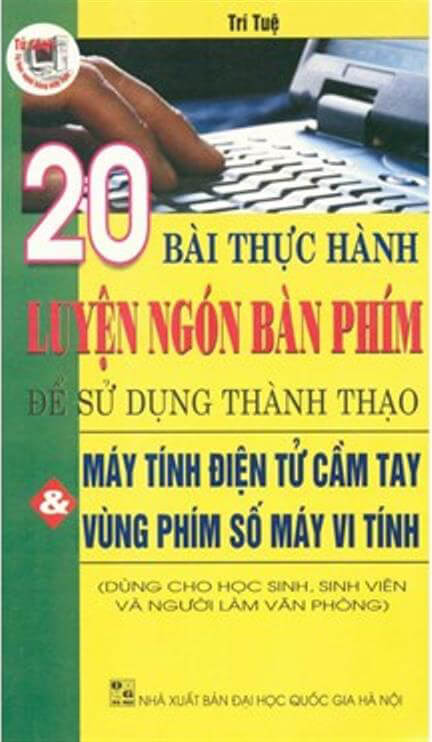 Trí Tuệ
Tủ sách
20
BÀI THỰC HÀNH
LUYỆN NGÓN BÀN PHÍM
ĐỂ SỬ DỤNG THÀNH THẠO
MÁY TÍNH ĐIỆN TỬ CẦM TAY
&
VÙNG PHÍM SỐ MÁY VI TÍNH
(DÙNG CHO HỌC SINH, SINH VIÊN
VÀ NGƯỜI LÀM VĂN PHÒNG)
NHÀ XUẤT BẢN ĐẠI HỌC QUỐC GIA HÀ NỘI